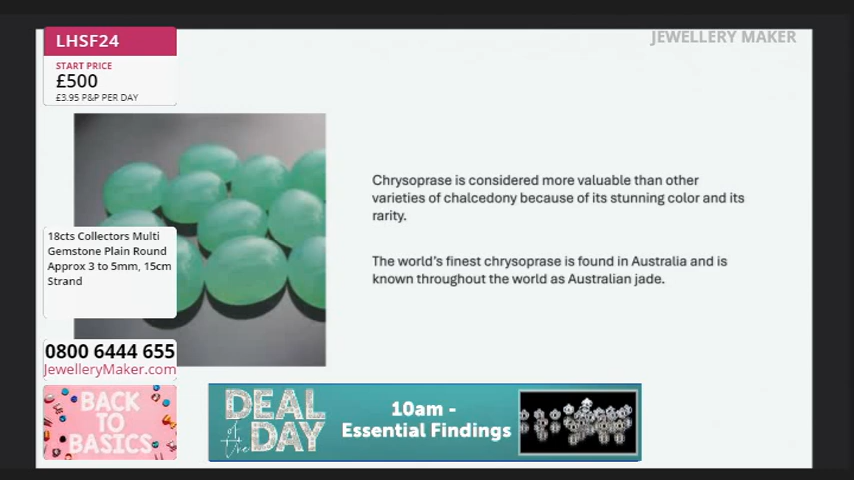 JEWELLERY MAKER
LHSF24
START PRICE
£500
£3.95 P&P PER DAY
Chrysoprase is considered more valuable than other
varieties of chalcedony because of its stunning color and its
rarity.
The world's finest chrysoprase is found in Australia and is
known throughout the world as Australian jade.
18cts Collectors Multi
Gemstone Plain Round
Approx 3 to 5mm, 15cm
Strand
0800 6444 655
JewelleryMaker.com
BACK
TO
BASICS
DEAL
of the
DAY
10am -
Essential Findings